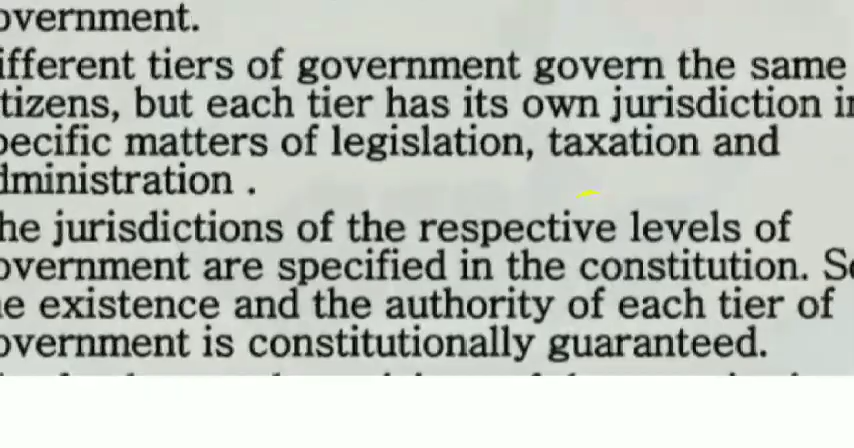 overnment.
ifferent tiers of government govern the same
tizens, but each tier has its own jurisdiction in
pecific matters of legislation, taxation and
dministration .
he jurisdictions of the respective levels of
overnment are specified in the constitution. So
e existence and the authority of each tier of
overnment is constitutionally guaranteed.